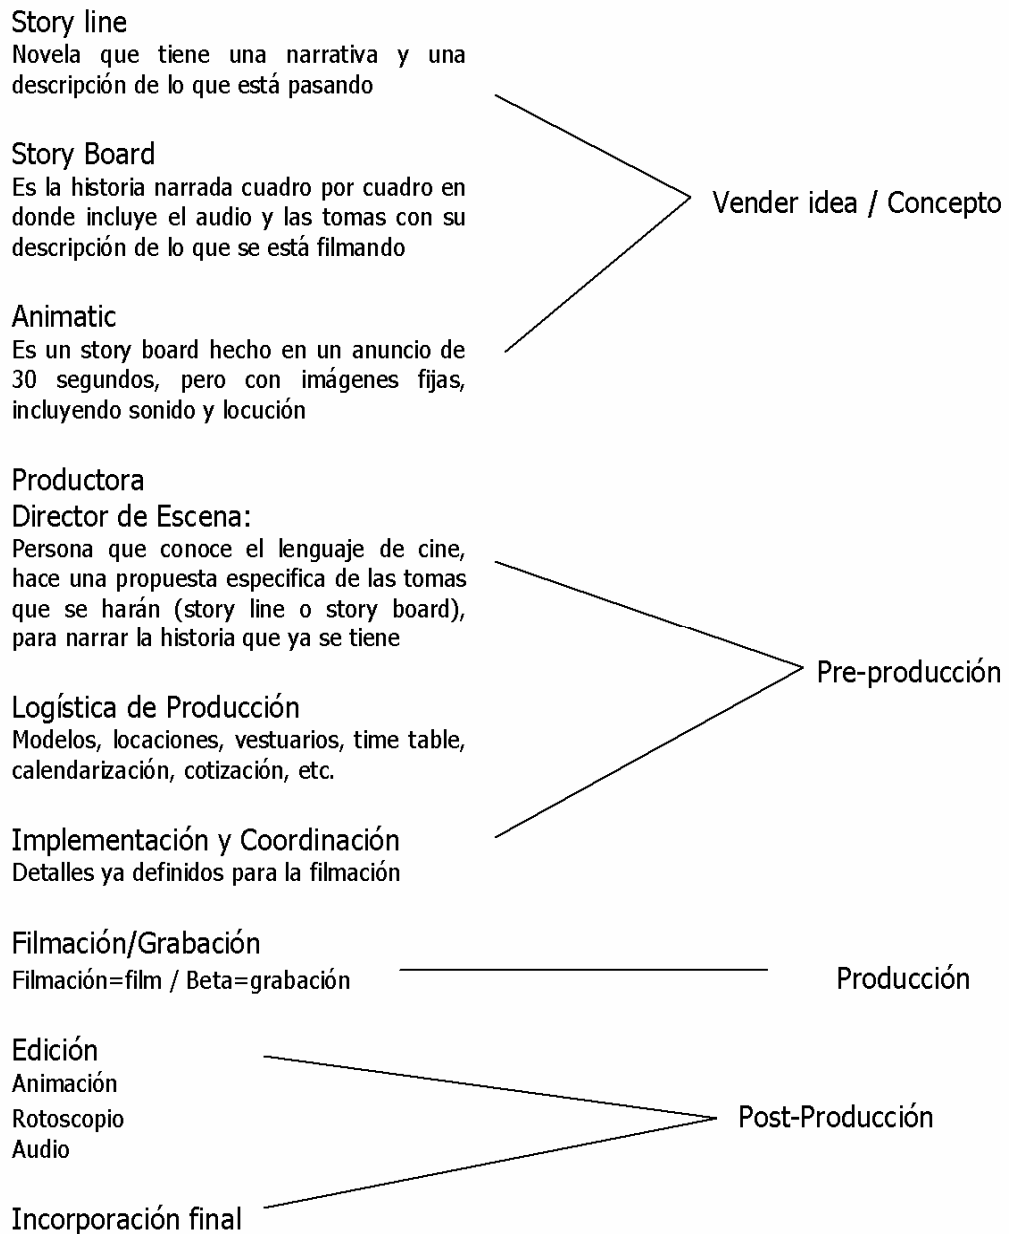 Story line
Novela que tiene una narrativa y una
descripción de lo que está pasando
Story Board
Es la historia narrada cuadro por cuadro en
donde incluye el audio y las tomas con su
descripción de lo que se está filmando
Vender idea / Concepto
Animatic
Es un story board hecho en un anuncio de
30 segundos, pero con imágenes fijas,
incluyendo sonido y locución
Productora
Director de Escena:
Persona que conoce el lenguaje de cine,
hace una propuesta especifica de las tomas
que se harán (story line o story board),
para narrar la historia que ya se tiene
Pre-producción
Logística de Producción
Modelos, locaciones, vestuarios, time table,
calendarización, cotización, etc.
Implementación y Coordinación
Detalles ya definidos para la filmación
Filmación/Grabación
Filmación=film / Beta=grabación
Producción
Edición
Animación
Rotoscopio
Audio
Post-Producción
Incorporación final